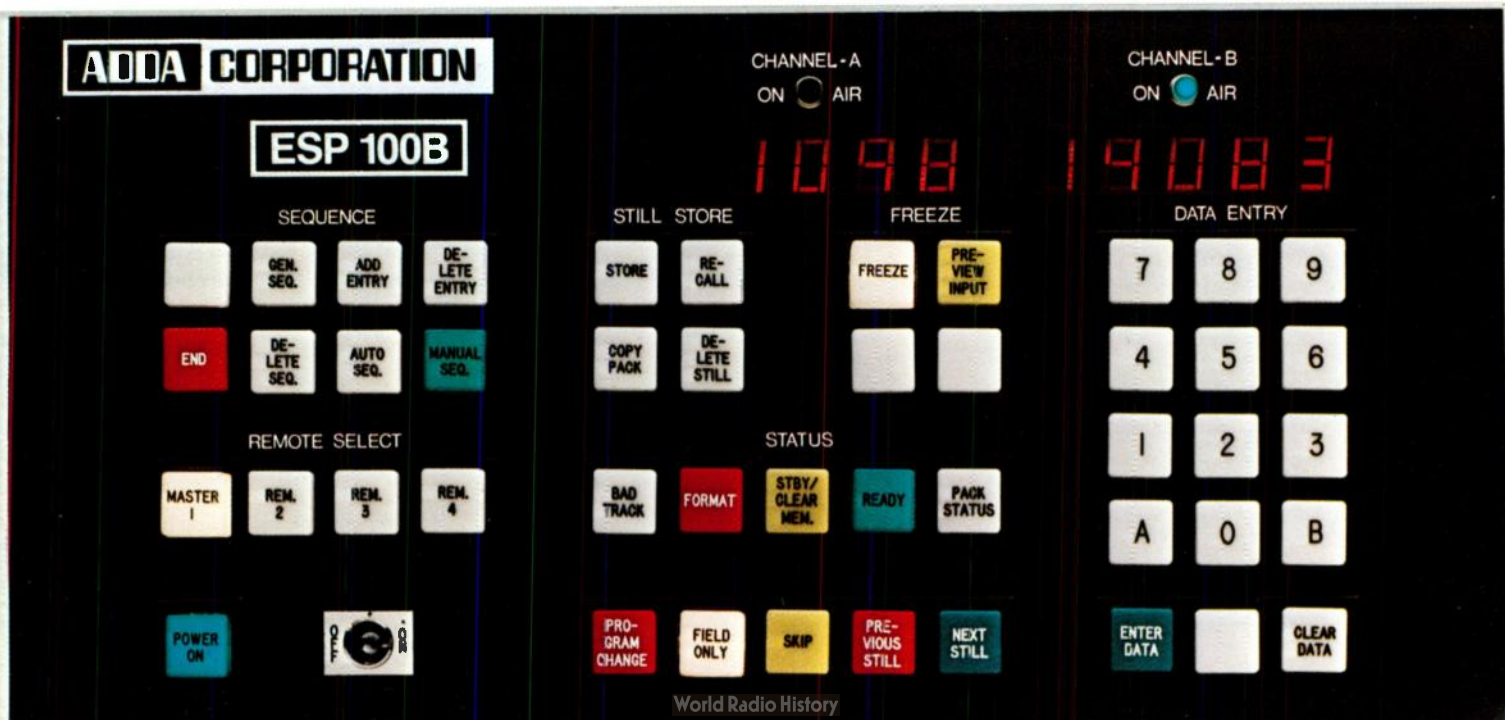 ADDA CORPORATION
ESP 100B
CHANNEL-A
ON AIR
CHANNEL-B
ON AIR
1098
14083
SEQUENCE
GEN. SEQ.
ADD ENTRY
DE-LETE ENTRY
END
DE-LETE SEQ.
AUTO SEQ.
MANUAL SEQ.
REMOTE SELECT
MASTER 1
REM. 2
REM. 3
REM. 4
POWER ON
OFF
ON
STILL STORE
STORE
RE-CALL
COPY PACK
DE-LETE STILL
FREEZE
FREEZE
PRE-VIEW INPUT
STATUS
BAD TRACK
FORMAT
STBY/CLEAR MEM.
READY
PACK STATUS
PRO-GRAM CHANGE
FIELD ONLY
SKIP
PRE-VIOUS STILL
NEXT STILL
DATA ENTRY
7 8 9
4 5 6
1 2 3
A 0 B
ENTER DATA
CLEAR DATA
World Radio History